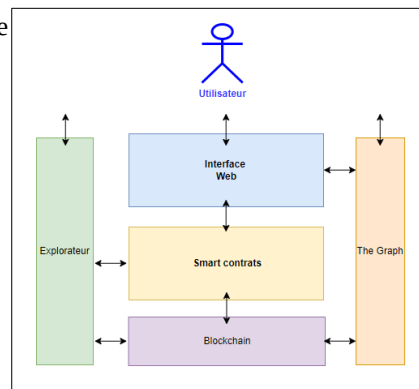 e
Utilisateur
Interface
Web
Explorateur
Smart contrats
The Graph
Blockchain